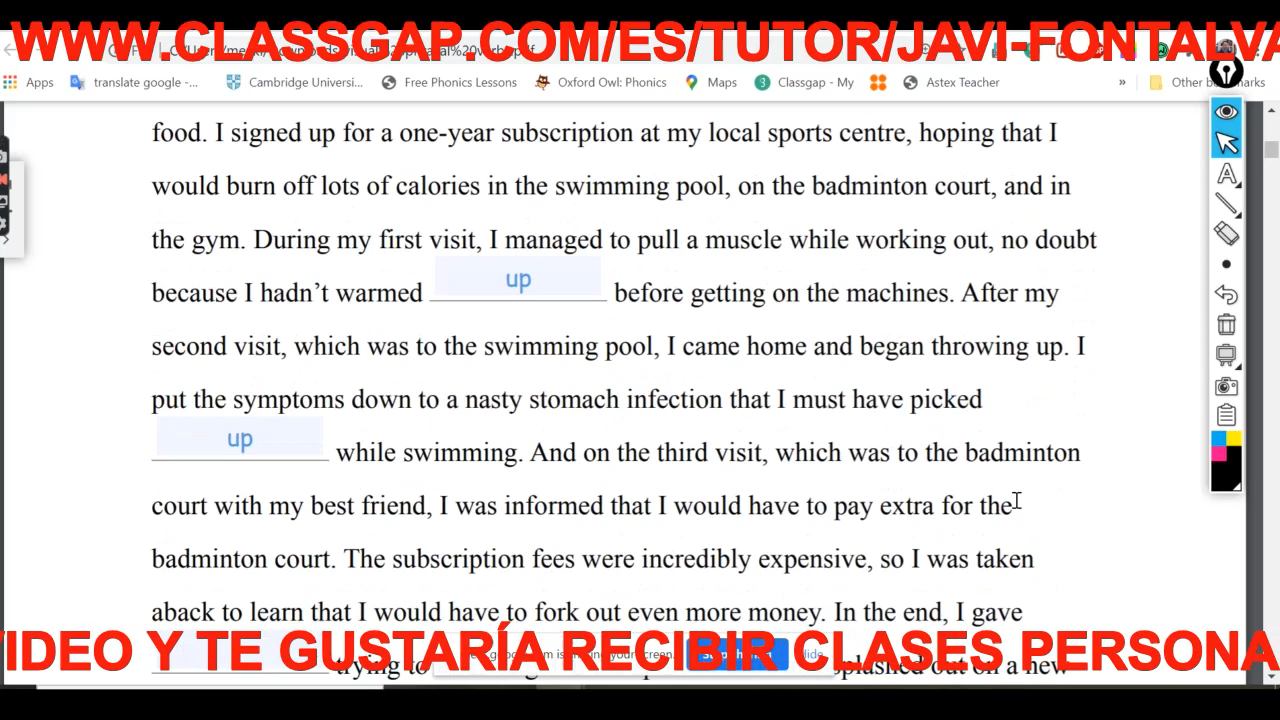 WWW.CLASSGAP.COM/ES/TUTOR/JAVI-FONTALVA
Apps translate google -... Cambridge Universi... Free Phonics Lessons Oxford Owl: Phonics Maps Classgap - My Astex Teacher » Other bookmarks
food. I signed up for a one-year subscription at my local sports centre, hoping that I
would burn off lots of calories in the swimming pool, on the badminton court, and in
the gym. During my first visit, I managed to pull a muscle while working out, no doubt
because I hadn’t warmed up before getting on the machines. After my
second visit, which was to the swimming pool, I came home and began throwing up. I
put the symptoms down to a nasty stomach infection that I must have picked
up while swimming. And on the third visit, which was to the badminton
court with my best friend, I was informed that I would have to pay extra for the
badminton court. The subscription fees were incredibly expensive, so I was taken
aback to learn that I would have to fork out even more money. In the end, I gave
trying to splashed out on a new
VIDEO Y TE GUSTARÍA RECIBIR CLASES PERSONA